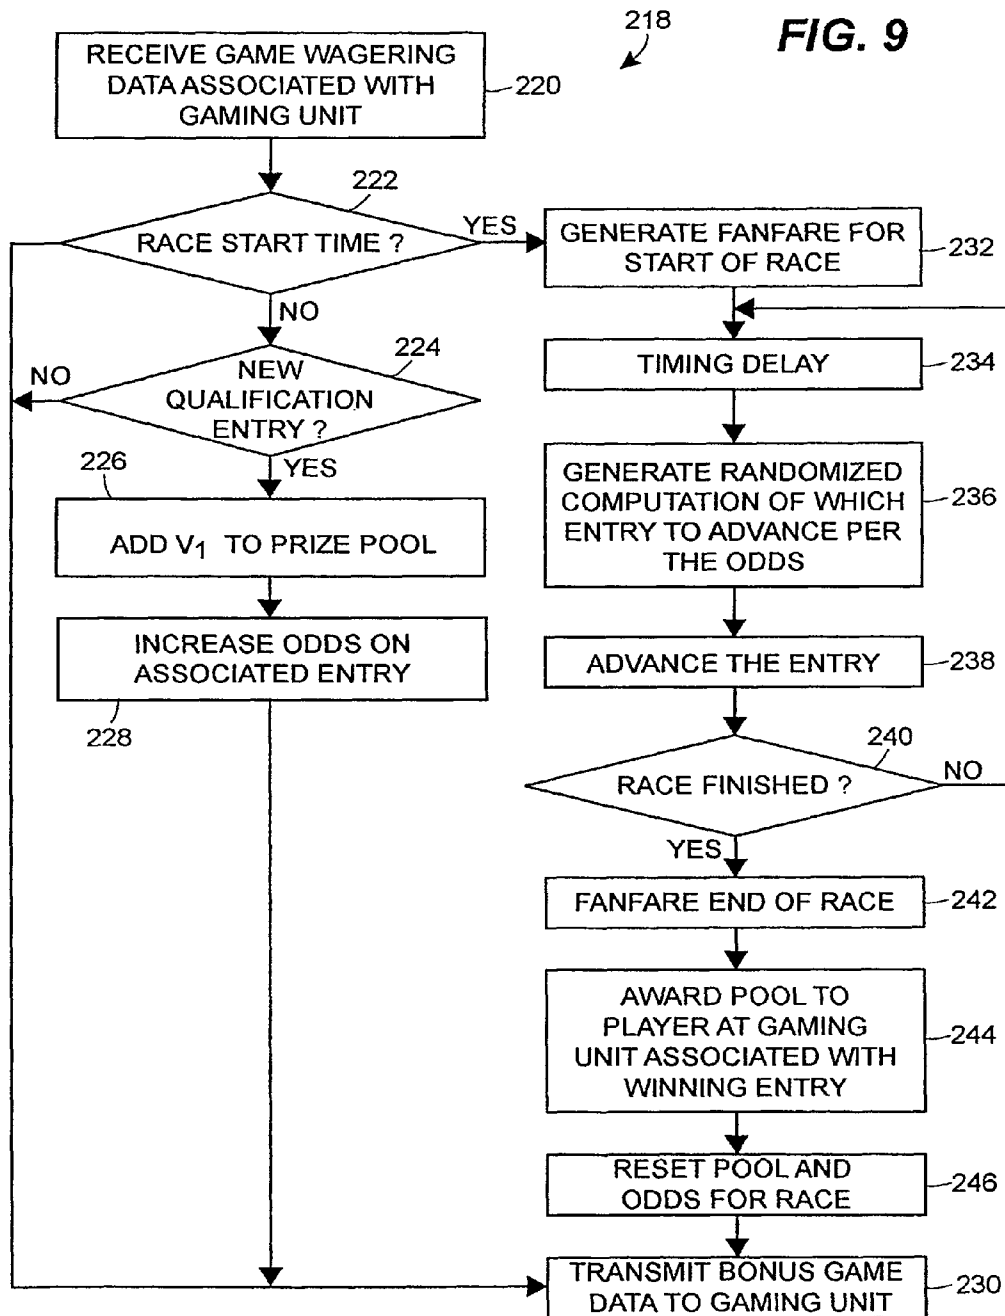 218
FIG. 9
RECEIVE GAME WAGERING
DATA ASSOCIATED WITH
GAMING UNIT
220
222
RACE START TIME ?
YES
NO
GENERATE FANFARE FOR
START OF RACE
232
224
NEW
QUALIFICATION
ENTRY ?
NO
YES
TIMING DELAY
234
226
ADD V1 TO PRIZE POOL
GENERATE RANDOMIZED
COMPUTATION OF WHICH
ENTRY TO ADVANCE PER
THE ODDS
236
INCREASE ODDS ON
ASSOCIATED ENTRY
228
ADVANCE THE ENTRY
238
240
RACE FINISHED ?
NO
YES
FANFARE END OF RACE
242
AWARD POOL TO
PLAYER AT GAMING
UNIT ASSOCIATED WITH
WINNING ENTRY
244
RESET POOL AND
ODDS FOR RACE
246
TRANSMIT BONUS GAME
DATA TO GAMING UNIT
230